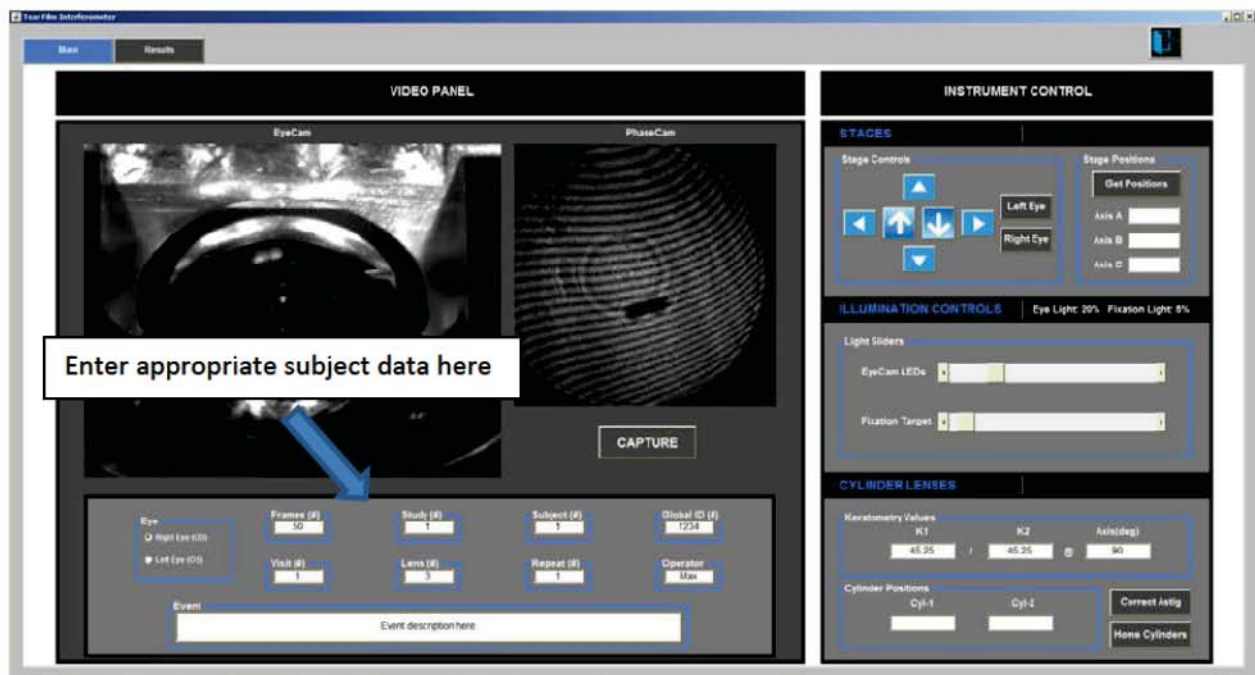 Tear Film Interferometer
Main Results
VIDEO PANEL
EyeCam PhaseCam
Enter appropriate subject data here
CAPTURE
Eye
Right Eye (OD)
Left Eye (OS)
Frames (#) Study (#) Subject (#) Global ID (#)
50 1 1 1234
Visit (#) Lens (#) Repeat (#) Operator
1 3 1 Max
Event
Event description here
INSTRUMENT CONTROL
STAGES
Stage Controls
Left Eye
Right Eye
Stage Positions
Get Positions
Axis A
Axis B
Axis C
ILLUMINATION CONTROLS Eye Light: 20% Fixation Light: 5%
Light Sliders
EyeCam LEDs
Fixation Target
CYLINDER LENSES
Keratometry Values
K1 K2 Axis(deg)
45.25 / 45.25 @ 90
Cylinder Positions
Cyl-1 Cyl-2
Correct Astig
Home Cylinders